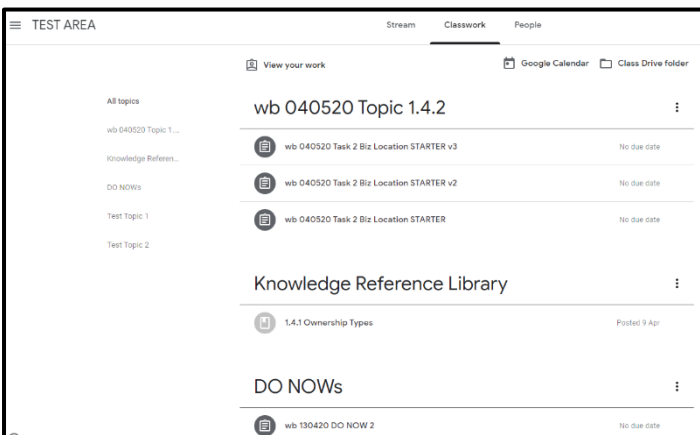 TEST AREA
Stream Classwork People
View your work
Google Calendar Class Drive folder
All topics
wb 040520 Topic 1....
Knowledge Referen...
DO NOWs
Test Topic 1
Test Topic 2
wb 040520 Topic 1.4.2
wb 040520 Task 2 Biz Location STARTER v3 No due date
wb 040520 Task 2 Biz Location STARTER v2 No due date
wb 040520 Task 2 Biz Location STARTER No due date
Knowledge Reference Library
1.4.1 Ownership Types Posted 9 Apr
DO NOWs
wb 130420 DO NOW 2 No due date